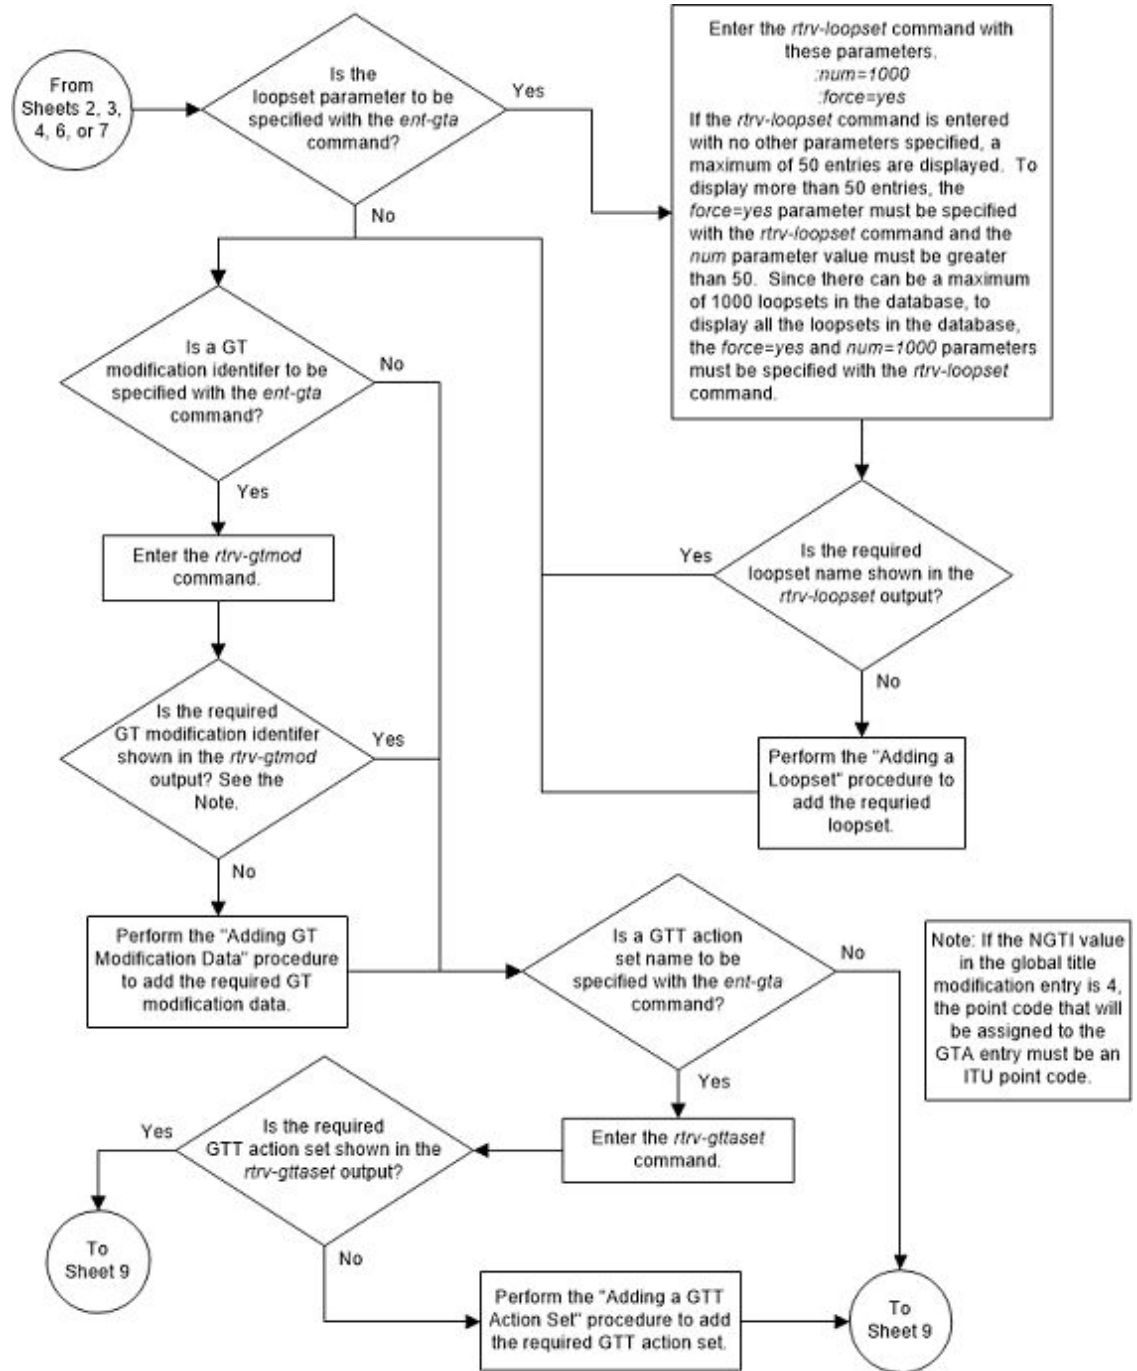 From
Sheets 2, 3,
4, 6, or 7
Is the
loopset parameter to be
specified with the ent-gta
command?
Yes
No
Enter the rtrv-loopset command with
these parameters.
:num=1000
:force=yes
If the rtrv-loopset command is entered
with no other parameters specified, a
maximum of 50 entries are displayed. To
display more than 50 entries, the
force=yes parameter must be specified
with the rtrv-loopset command and the
num parameter value must be greater
than 50. Since there can be a maximum
of 1000 loopsets in the database, to
display all the loopsets in the database,
the force=yes and num=1000 parameters
must be specified with the rtrv-loopset
command.
Is a GT
modification identifer to be
specified with the ent-gta
command?
No
Yes
Enter the rtrv-gtmod
command.
Yes
Is the required
loopset name shown in the
rtrv-loopset output?
No
Is the required
GT modification identifer
shown in the rtrv-gtmod
output? See the
Note.
Yes
No
Perform the "Adding a
Loopset" procedure to
add the requried
loopset.
Perform the "Adding GT
Modification Data" procedure
to add the required GT
modification data.
Is a GTT action
set name to be
specified with the ent-gta
command?
No
Yes
Note: If the NGTI value
in the global title
modification entry is 4,
the point code that will
be assigned to the
GTA entry must be an
ITU point code.
Yes
Is the required
GTT action set shown in the
rtrv-gttaset output?
Enter the rtrv-gttaset
command.
To
Sheet 9
No
Perform the "Adding a GTT
Action Set" procedure to add
the required GTT action set.
To
Sheet 9